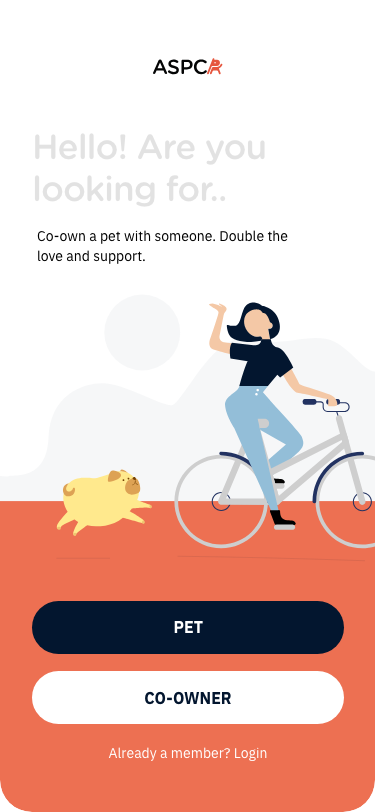 ASPCA
Hello! Are you
looking for..
Co-own a pet with someone. Double the
love and support.
PET
CO-OWNER
Already a member? Login